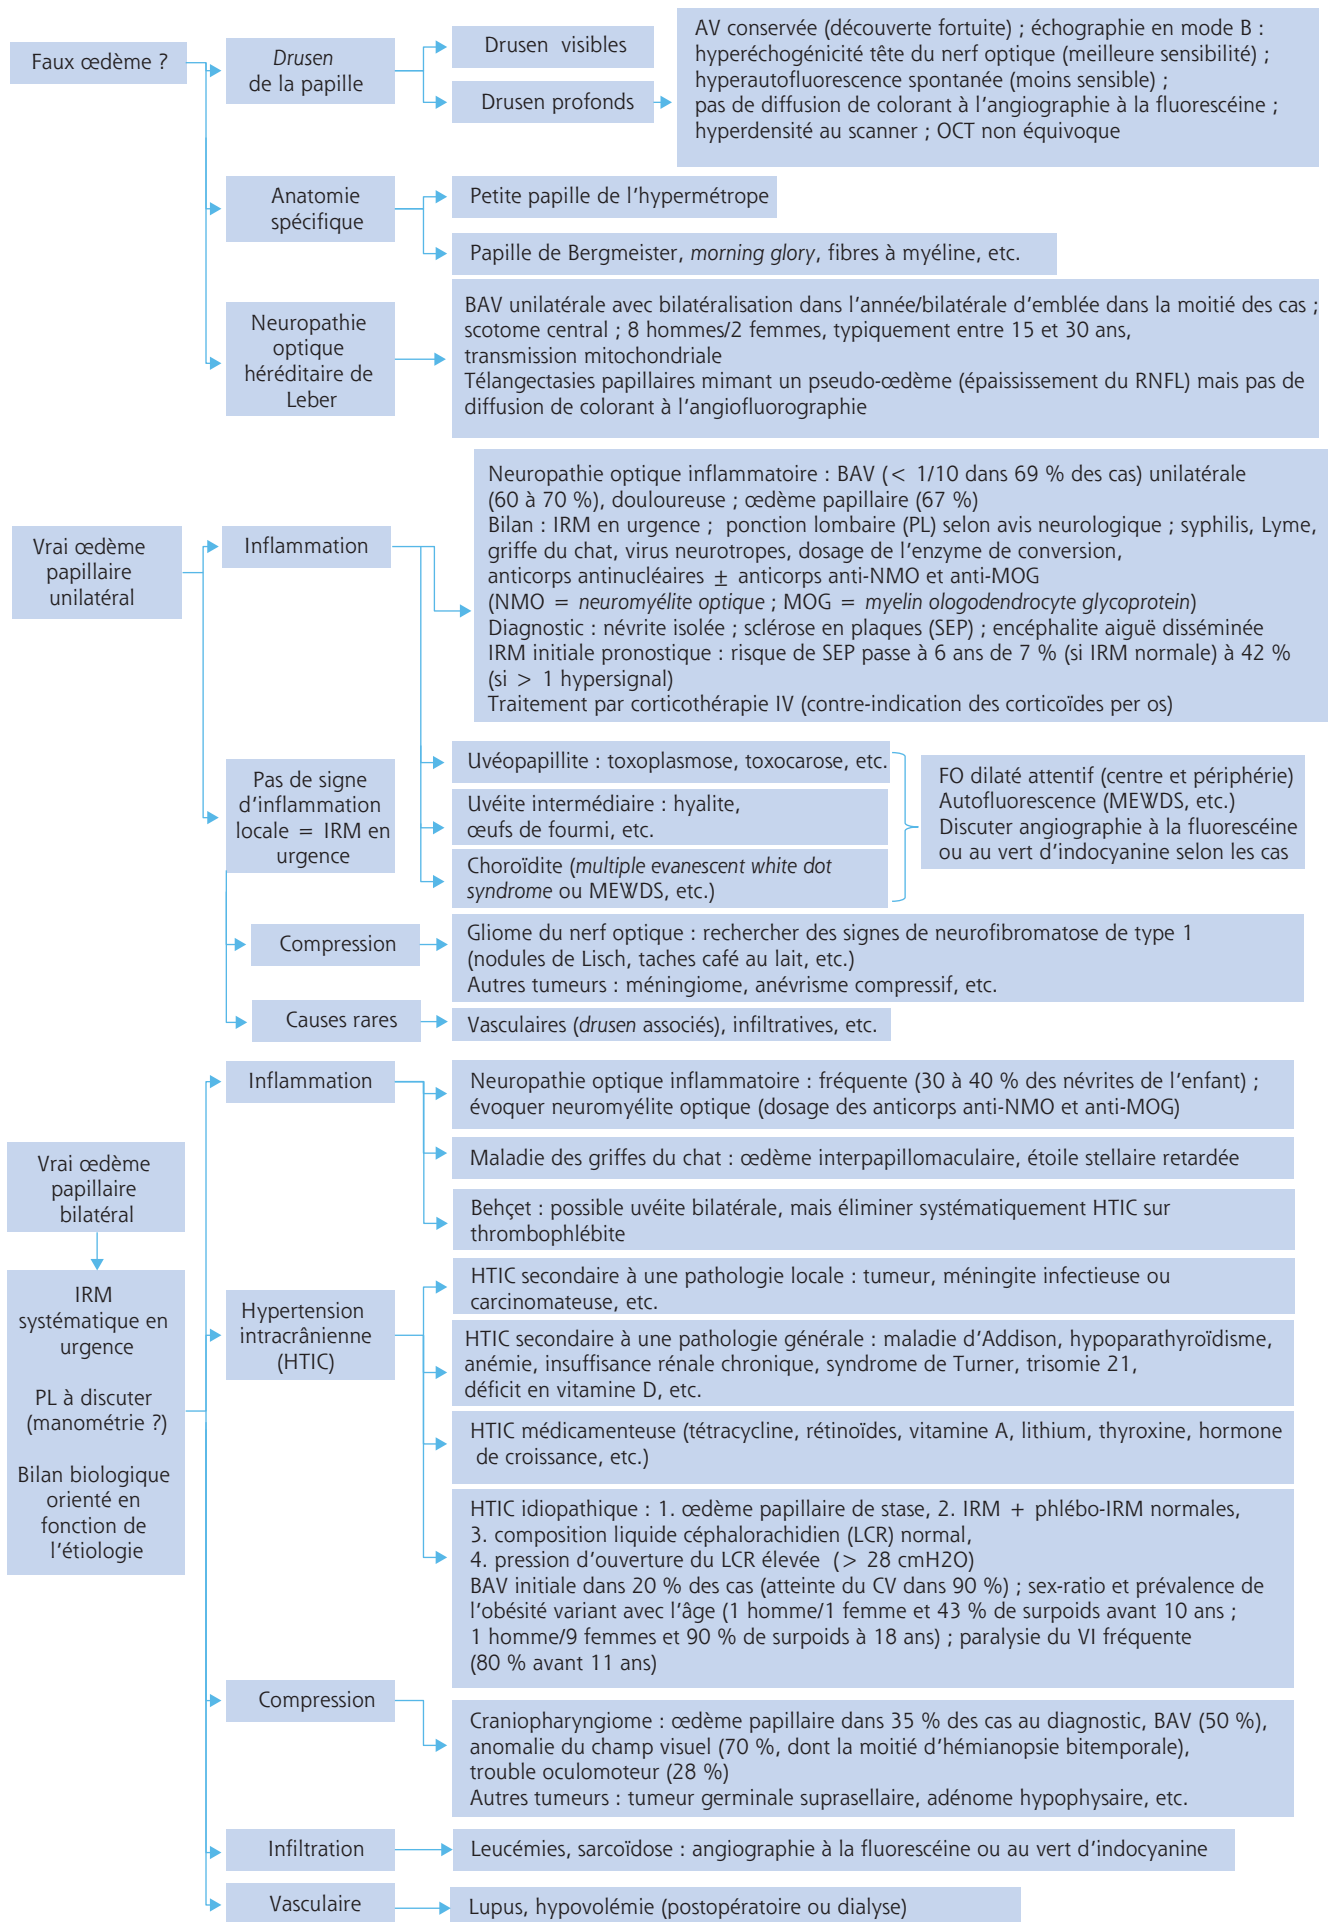 Faux œdème ?
Drusen
de la papille
Drusen visibles
Drusen profonds
AV conservée (découverte fortuite) ; échographie en mode B :
hyperéchogénicité tête du nerf optique (meilleure sensibilité) ;
hyperautofluorescence spontanée (moins sensible) ;
pas de diffusion de colorant à l’angiographie à la fluorescéine ;
hyperdensité au scanner ; OCT non équivoque
Anatomie
spécifique
Petite papille de l’hypermétrope
Papille de Bergmeister, morning glory, fibres à myéline, etc.
Neuropathie
optique
héréditaire de
Leber
BAV unilatérale avec bilatéralisation dans l’année/bilatérale d’emblée dans la moitié des cas ;
scotome central ; 8 hommes/2 femmes, typiquement entre 15 et 30 ans,
transmission mitochondriale
Télangectasies papillaires mimant un pseudo-œdème (épaississement du RNFL) mais pas de
diffusion de colorant à l’angiofluorographie
Vrai œdème
papillaire
unilatéral
Inflammation
Neuropathie optique inflammatoire : BAV (< 1/10 dans 69 % des cas) unilatérale
(60 à 70 %), douloureuse ; œdème papillaire (67 %)
Bilan : IRM en urgence ; ponction lombaire (PL) selon avis neurologique ; syphilis, Lyme,
griffe du chat, virus neurotropes, dosage de l’enzyme de conversion,
anticorps antinucléaires ± anticorps anti-NMO et anti-MOG
(NMO = neuromyélite optique ; MOG = myelin ologodendrocyte glycoprotein)
Diagnostic : névrite isolée ; sclérose en plaques (SEP) ; encéphalite aiguë disséminée
IRM initiale pronostique : risque de SEP passe à 6 ans de 7 % (si IRM normale) à 42 %
(si > 1 hypersignal)
Traitement par corticothérapie IV (contre-indication des corticoïdes per os)
Uvéopapillite : toxoplasmose, toxocarose, etc.
Uvéite intermédiaire : hyalite,
œufs de fourmi, etc.
Choroïdite (multiple evanescent white dot
syndrome ou MEWDS, etc.)
FO dilaté attentif (centre et périphérie)
Autofluorescence (MEWDS, etc.)
Discuter angiographie à la fluorescéine
ou au vert d’indocyanine selon les cas
Pas de signe
d’inflammation
locale = IRM en
urgence
Compression
Gliome du nerf optique : rechercher des signes de neurofibromatose de type 1
(nodules de Lisch, taches café au lait, etc.)
Autres tumeurs : méningiome, anévrisme compressif, etc.
Causes rares
Vasculaires (drusen associés), infiltratives, etc.
Vrai œdème
papillaire
bilatéral
IRM
systématique en
urgence
PL à discuter
(manométrie ?)
Bilan biologique
orienté en
fonction de
l’étiologie
Inflammation
Neuropathie optique inflammatoire : fréquente (30 à 40 % des névrites de l’enfant) ;
évoquer neuromyélite optique (dosage des anticorps anti-NMO et anti-MOG)
Maladie des griffes du chat : œdème interpapillomaculaire, étoile stellaire retardée
Behçet : possible uvéite bilatérale, mais éliminer systématiquement HTIC sur
thrombophlébite
Hypertension
intracrânienne
(HTIC)
HTIC secondaire à une pathologie locale : tumeur, méningite infectieuse ou
carcinomateuse, etc.
HTIC secondaire à une pathologie générale : maladie d’Addison, hypoparathyroïdisme,
anémie, insuffisance rénale chronique, syndrome de Turner, trisomie 21,
déficit en vitamine D, etc.
HTIC médicamenteuse (tétracycline, rétinoïdes, vitamine A, lithium, thyroxine, hormone
de croissance, etc.)
HTIC idiopathique : 1. œdème papillaire de stase, 2. IRM + phlébo-IRM normales,
3. composition liquide céphalorachidien (LCR) normal,
4. pression d’ouverture du LCR élevée (> 28 cmH2O)
BAV initiale dans 20 % des cas (atteinte du CV dans 90 %) ; sex-ratio et prévalence de
l’obésité variant avec l’âge (1 homme/1 femme et 43 % de surpoids avant 10 ans ;
1 homme/9 femmes et 90 % de surpoids à 18 ans) ; paralysie du VI fréquente
(80 % avant 11 ans)
Compression
Craniopharyngiome : œdème papillaire dans 35 % des cas au diagnostic, BAV (50 %),
anomalie du champ visuel (70 %, dont la moitié d’hémianopsie bitemporale),
trouble oculomoteur (28 %)
Autres tumeurs : tumeur germinale suprasellaire, adénome hypophysaire, etc.
Infiltration
Leucémies, sarcoïdose : angiographie à la fluorescéine ou au vert d’indocyanine
Vasculaire
Lupus, hypovolémie (postopératoire ou dialyse)